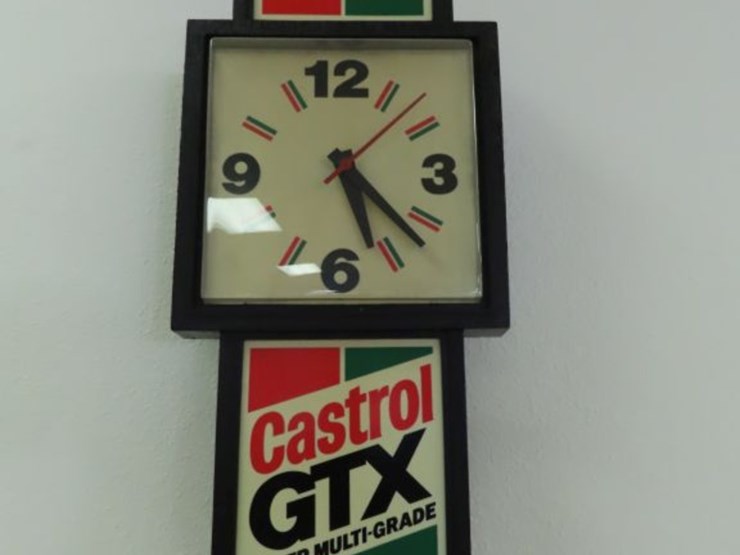 12
9 3
6
Castrol
GTX
MULTI-GRADE